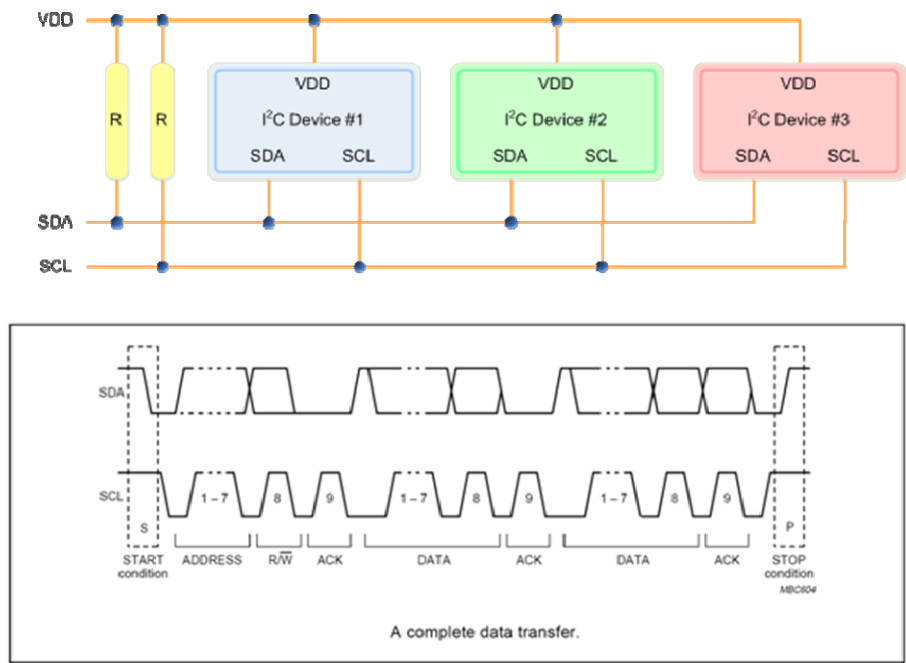 VDD
VDD VDD VDD
R R I²C Device #1 I²C Device #2 I²C Device #3
SDA SCL SDA SCL SDA SCL
SDA
SCL
SDA
SCL 1 – 7 8 9 1 – 7 8 9 1 – 7 8 9
S P
START ADDRESS R/W̅ ACK DATA ACK DATA ACK STOP
condition condition
MBC604
A complete data transfer.